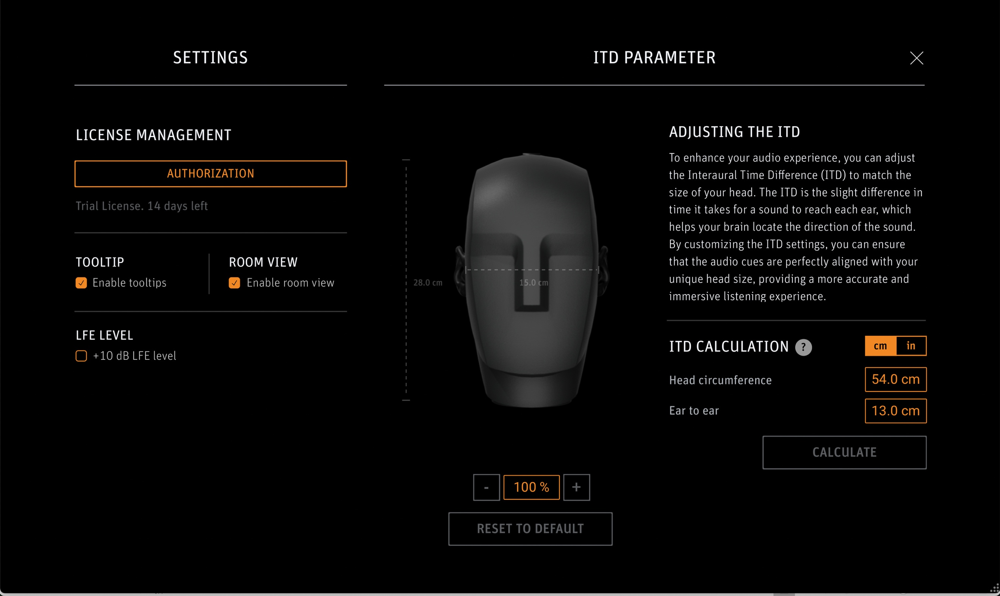 SETTINGS
LICENSE MANAGEMENT
AUTHORIZATION
Trial License. 14 days left
TOOLTIP
Enable tooltips
ROOM VIEW
Enable room view
LFE LEVEL
+10 dB LFE level
ITD PARAMETER
28.0 cm
15.0 cm
-
100 %
+
RESET TO DEFAULT
ADJUSTING THE ITD
To enhance your audio experience, you can adjust
the Interaural Time Difference (ITD) to match the
size of your head. The ITD is the slight difference in
time it takes for a sound to reach each ear, which
helps your brain locate the direction of the sound.
By customizing the ITD settings, you can ensure
that the audio cues are perfectly aligned with your
unique head size, providing a more accurate and
immersive listening experience.
ITD CALCULATION ?
cm in
Head circumference 54.0 cm
Ear to ear 13.0 cm
CALCULATE